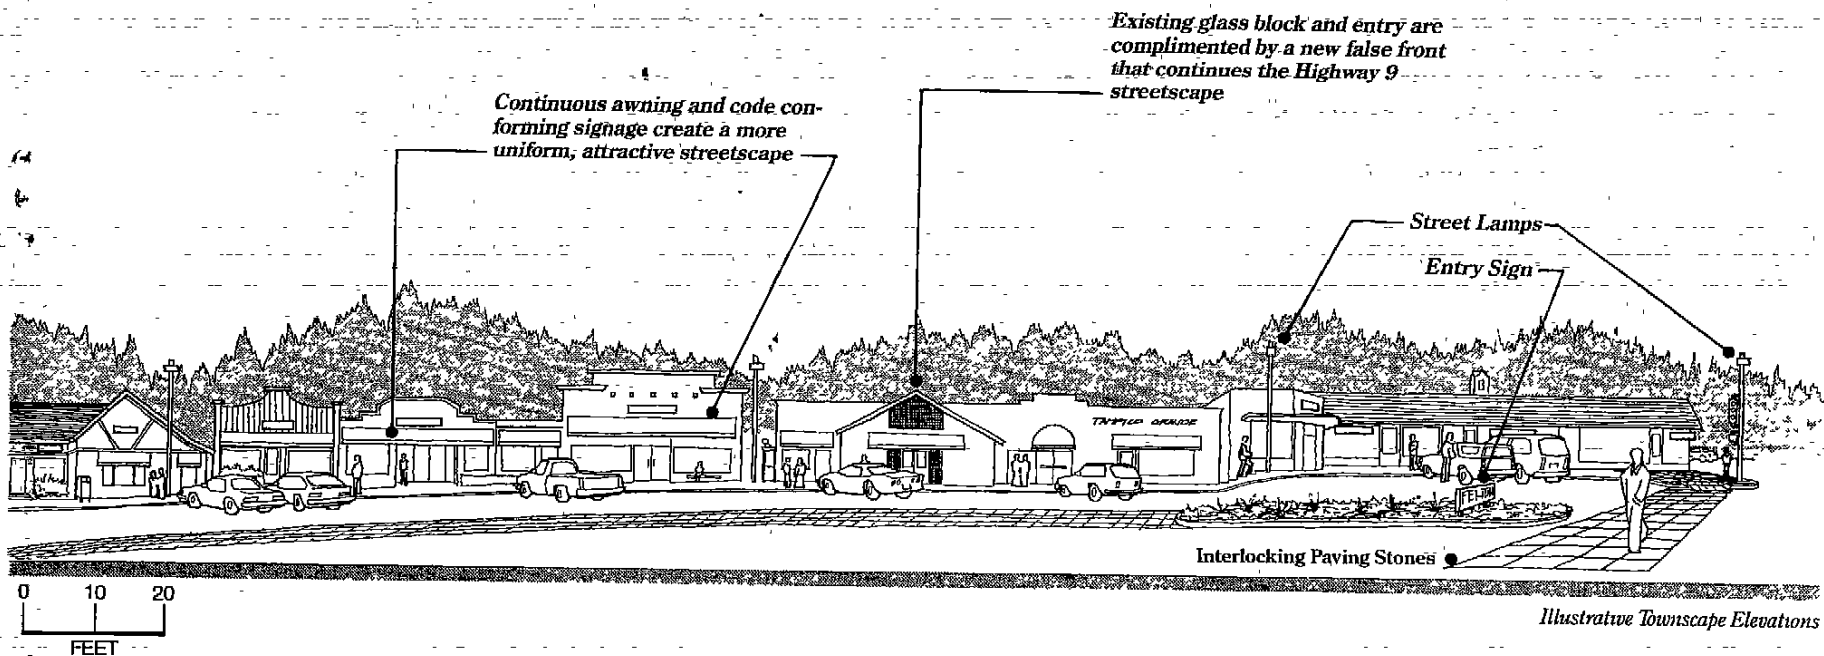 Existing glass block and entry are
complimented by a new false front
that continues the Highway 9
streetscape
Continuous awning and code con-
forming signage create a more
uniform, attractive streetscape
Street Lamps
Entry Sign
FELTON
Interlocking Paving Stones
0 10 20
FEET
Illustrative Townscape Elevations